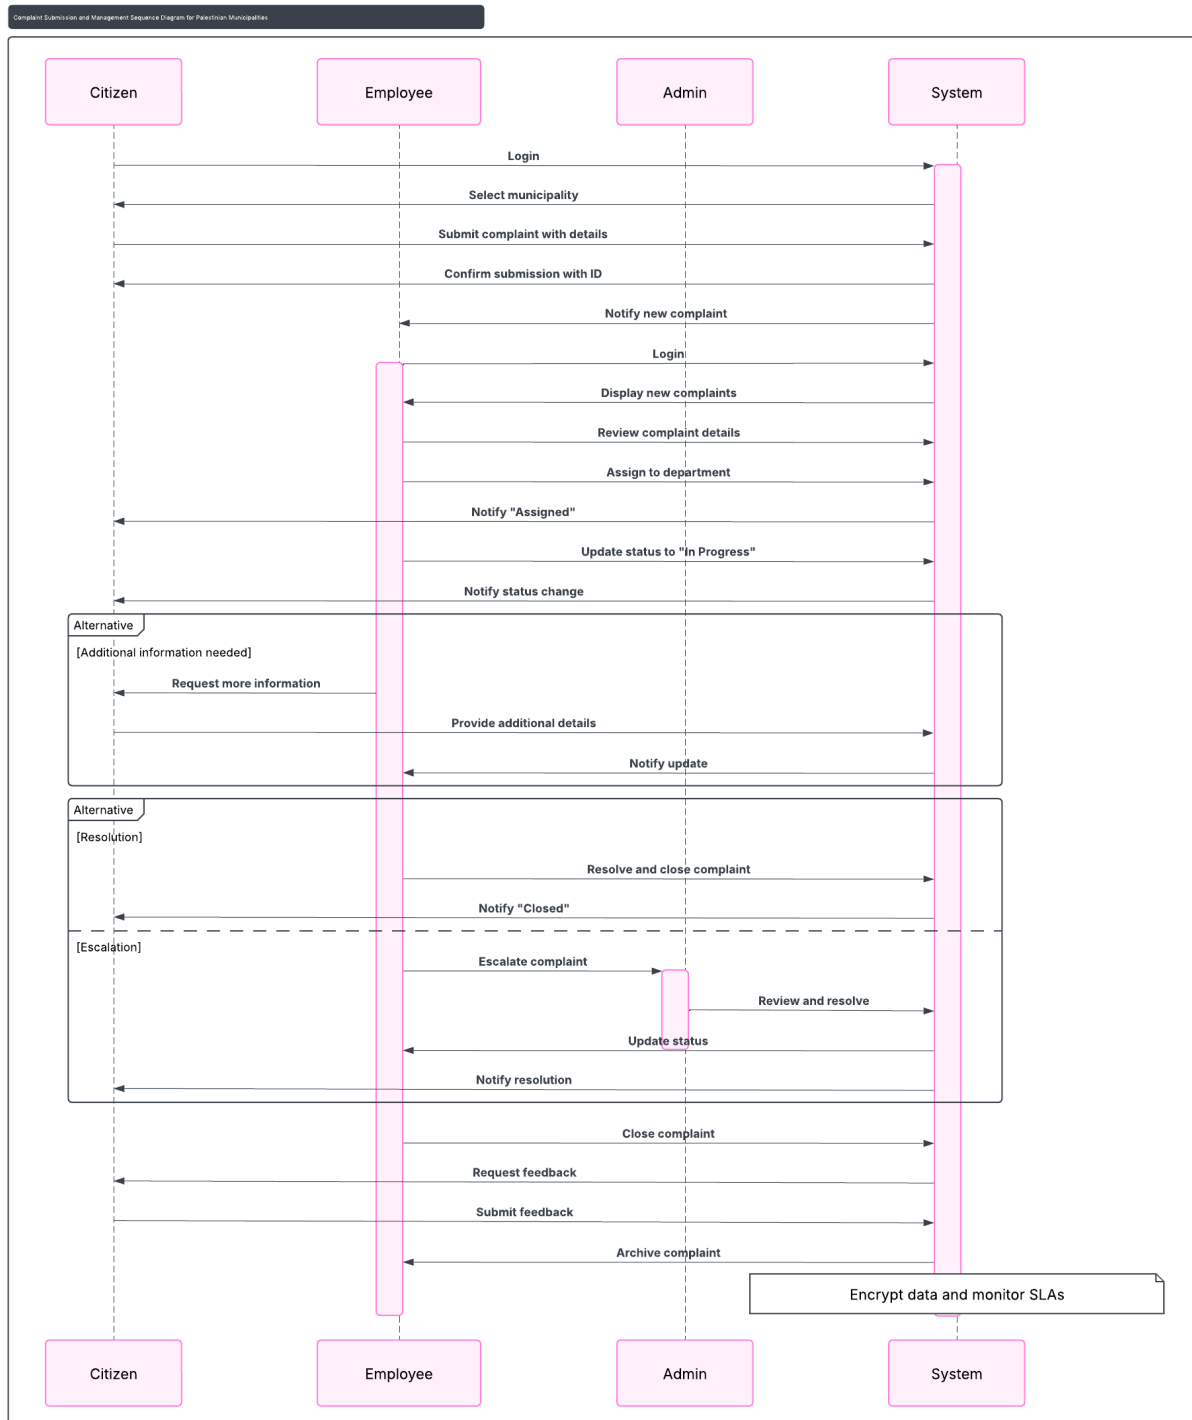 Complaint Submission and Management Sequence Diagram for Palestinian Municipalities
Citizen
Employee
Admin
System
Login
Select municipality
Submit complaint with details
Confirm submission with ID
Notify new complaint
Login
Display new complaints
Review complaint details
Assign to department
Notify "Assigned"
Update status to "In Progress"
Notify status change
Alternative
[Additional information needed]
Request more information
Provide additional details
Notify update
Alternative
[Resolution]
Resolve and close complaint
Notify "Closed"
[Escalation]
Escalate complaint
Review and resolve
Update status
Notify resolution
Close complaint
Request feedback
Submit feedback
Archive complaint
Encrypt data and monitor SLAs
Citizen
Employee
Admin
System